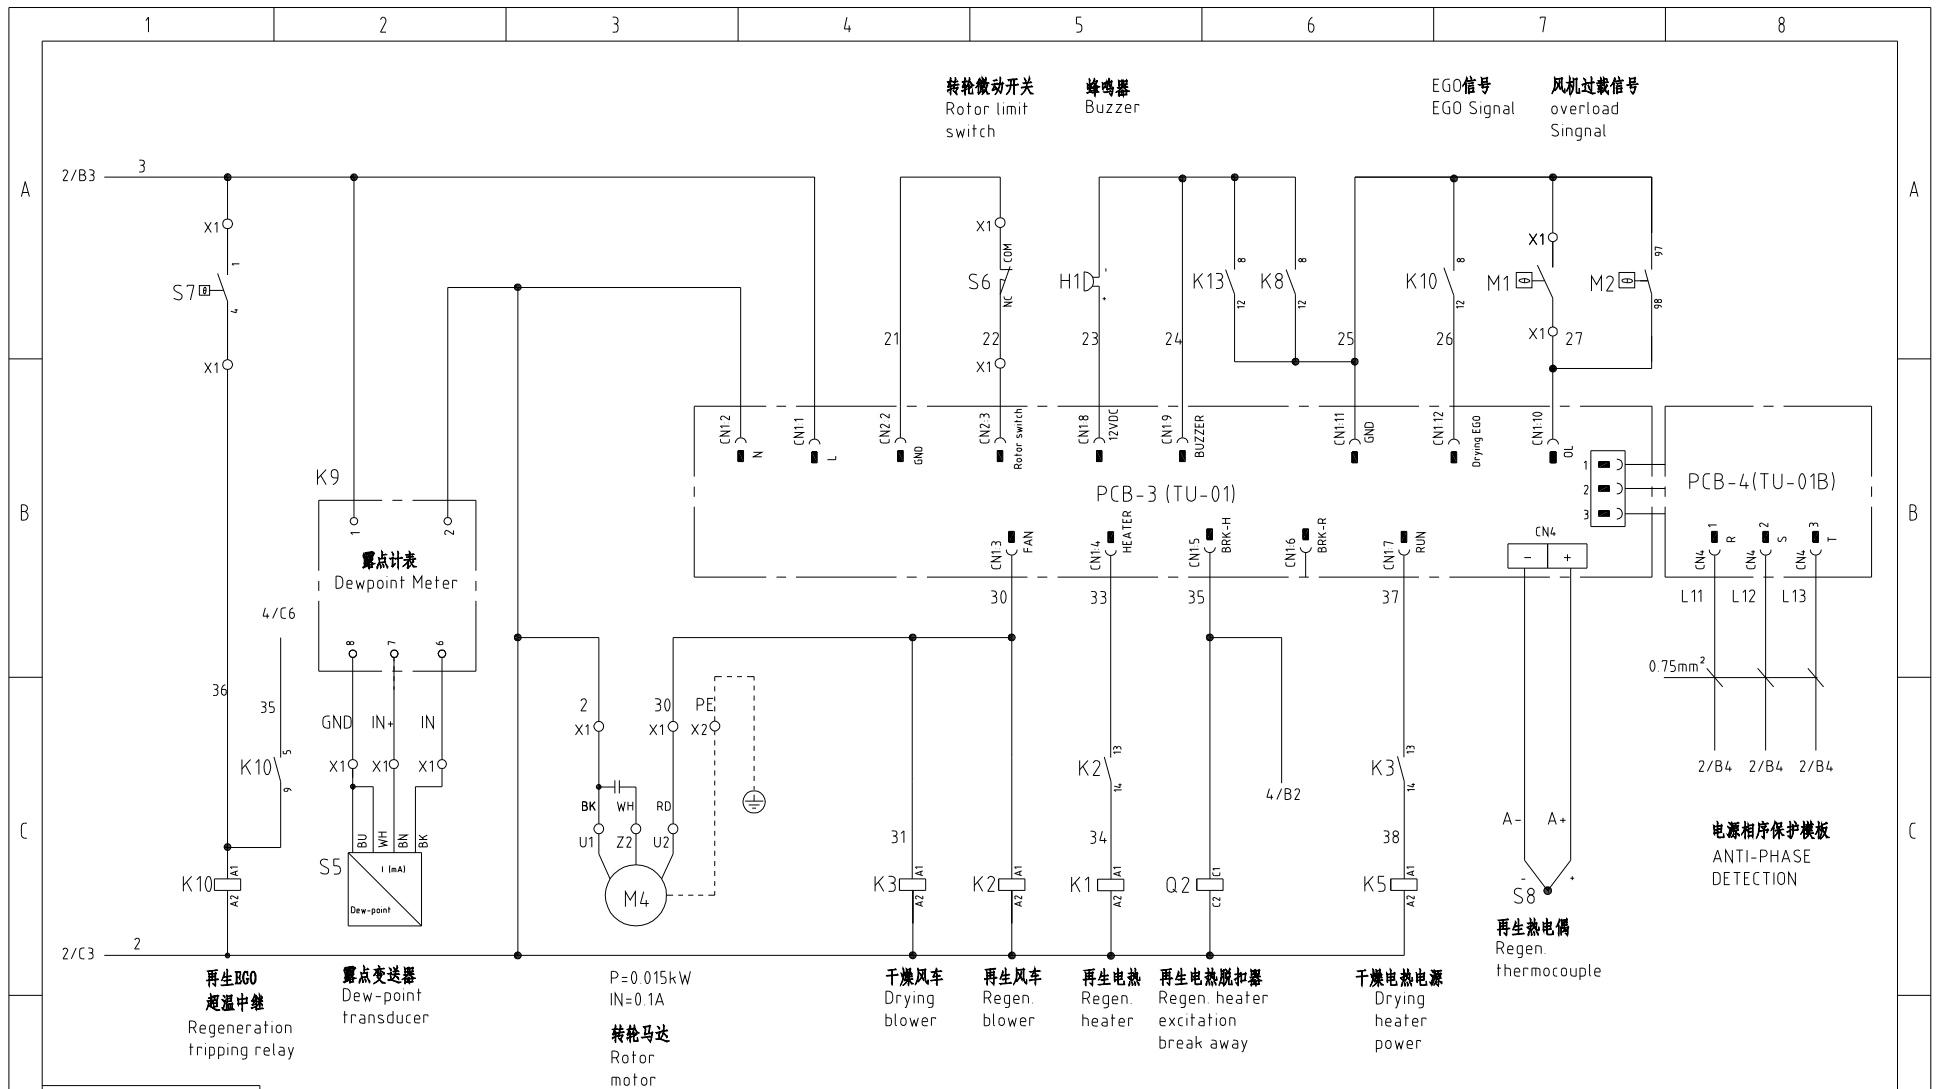 1 2 3 4 5 6 7 8
转轮微动开关
Rotor limit
switch
蜂鸣器
Buzzer
EGO信号
EGO Signal
风机过载信号
overload
Singnal
A
2/B3
3
A
X1
1
S7
θ
4
X1
X1
COM
S6
NC
22
X1
21
H1
-
+
23
24
K13
8
12
K8
8
12
25
K10
8
12
26
X1
M1
θ
X1
27
M2
θ
97
98
CN1:2
N
CN1:1
L
CN2:2
GND
CN2:3
Rotor switch
CN1:8
12VDC
CN1:9
BUZZER
CN1:11
GND
CN1:12
Drying EGO
CN1:10
OL
1
2
3
CN4
PCB-3 (TU-01)
PCB-4(TU-01B)
B
B
K9
1
2
露点计表
Dewpoint Meter
8
7
6
CN1:3
FAN
CN1:4
HEATER
CN1:5
BRK-H
CN1:6
BRK-R
CN1:7
RUN
- +
CN4
1
R
CN4
2
S
CN4
3
T
30
33
35
37
L11
L12
L13
4/C6
0.75mm²
36
35
K10
5
9
GND
IN+
IN
X1
X1
X1
2
X1
30
X1
PE
X2
BK
WH
RD
U1
Z2
U2
M4
K2
13
14
4/B2
K3
13
14
2/B4
2/B4
2/B4
C
C
BU
WH
BN
BK
S5
I (mA)
Dew-point
31
34
38
A-
A+
K10
A1
A2
K3
A1
A2
K2
A1
A2
K1
A1
A2
Q2
C1
C2
K5
A1
A2
-
+
S8
电源相序保护模板
ANTI-PHASE
DETECTION
再生热电偶
Regen.
thermocouple
2/C3
2
再生EGO
超温中继
Regeneration
tripping relay
露点变送器
Dew-point
transducer
P=0.015kW
IN=0.1A
转轮马达
Rotor
motor
干燥风车
Drying
blower
再生风车
Regen.
blower
再生电热
Regen.
heater
再生电热脱扣器
Regen. heater
excitation
break away
干燥电热电源
Drying
heater
power